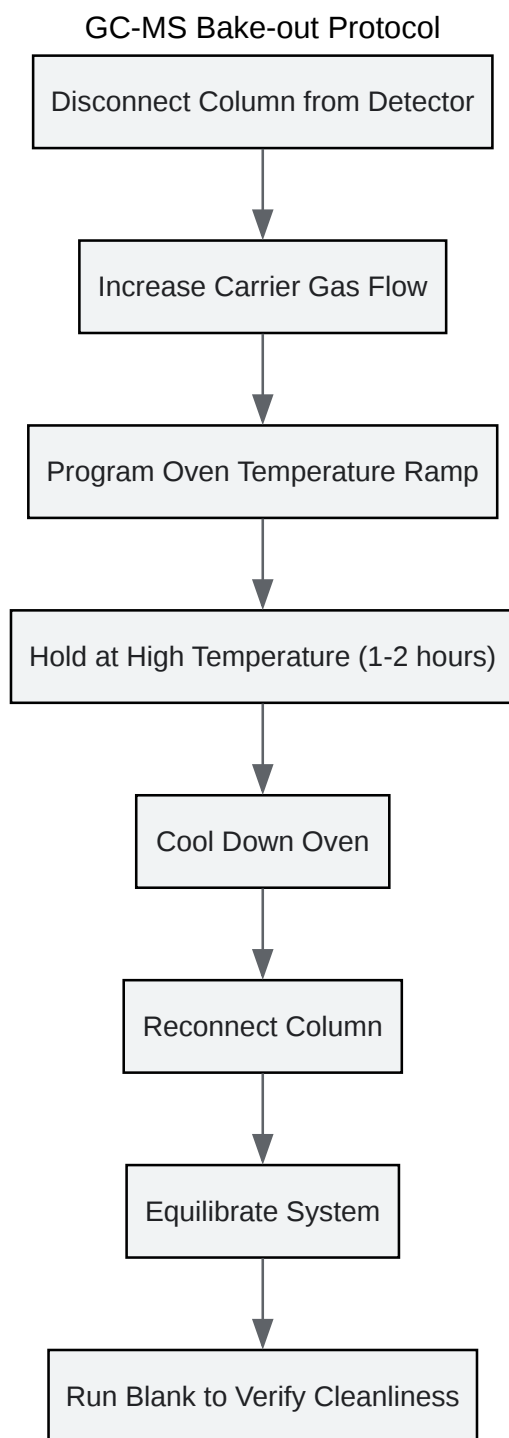 GC-MS Bake-out Protocol
Disconnect Column from Detector
Increase Carrier Gas Flow
Program Oven Temperature Ramp
Hold at High Temperature (1-2 hours)
Cool Down Oven
Reconnect Column
Equilibrate System
Run Blank to Verify Cleanliness